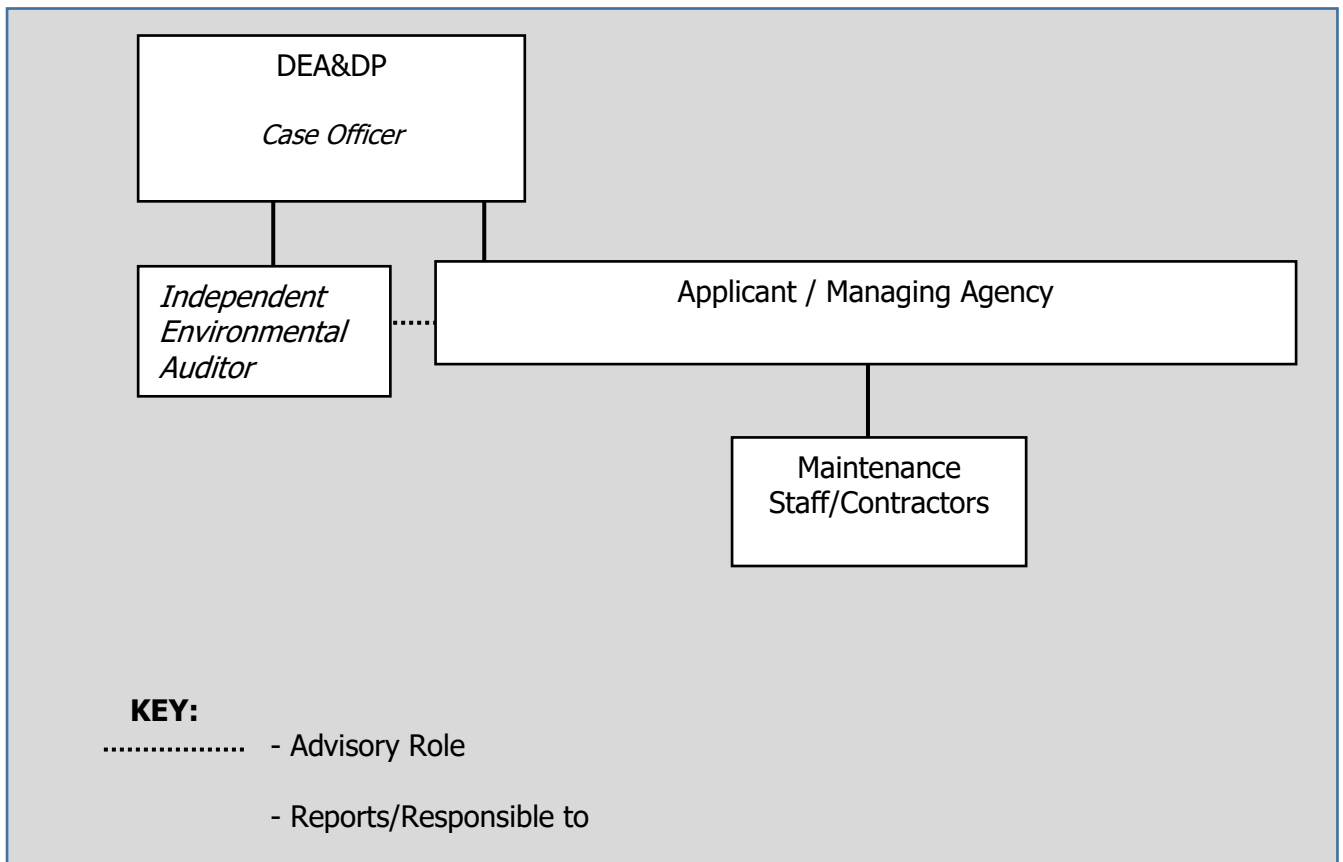 DEA&DP
Case Officer
Independent
Environmental
Auditor
Applicant / Managing Agency
Maintenance
Staff/Contractors
KEY:
- Advisory Role
- Reports/Responsible to